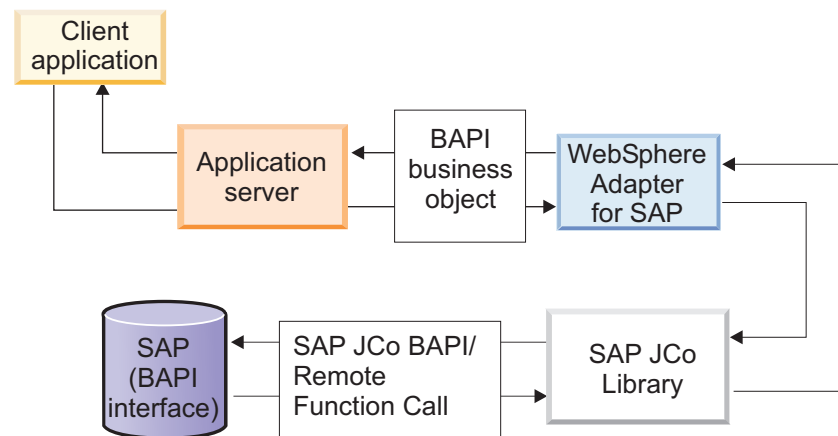 Client
application
Application
server
BAPI
business
object
WebSphere
Adapter
for SAP
SAP
(BAPI
interface)
SAP JCo BAPI/
Remote
Function Call
SAP JCo
Library